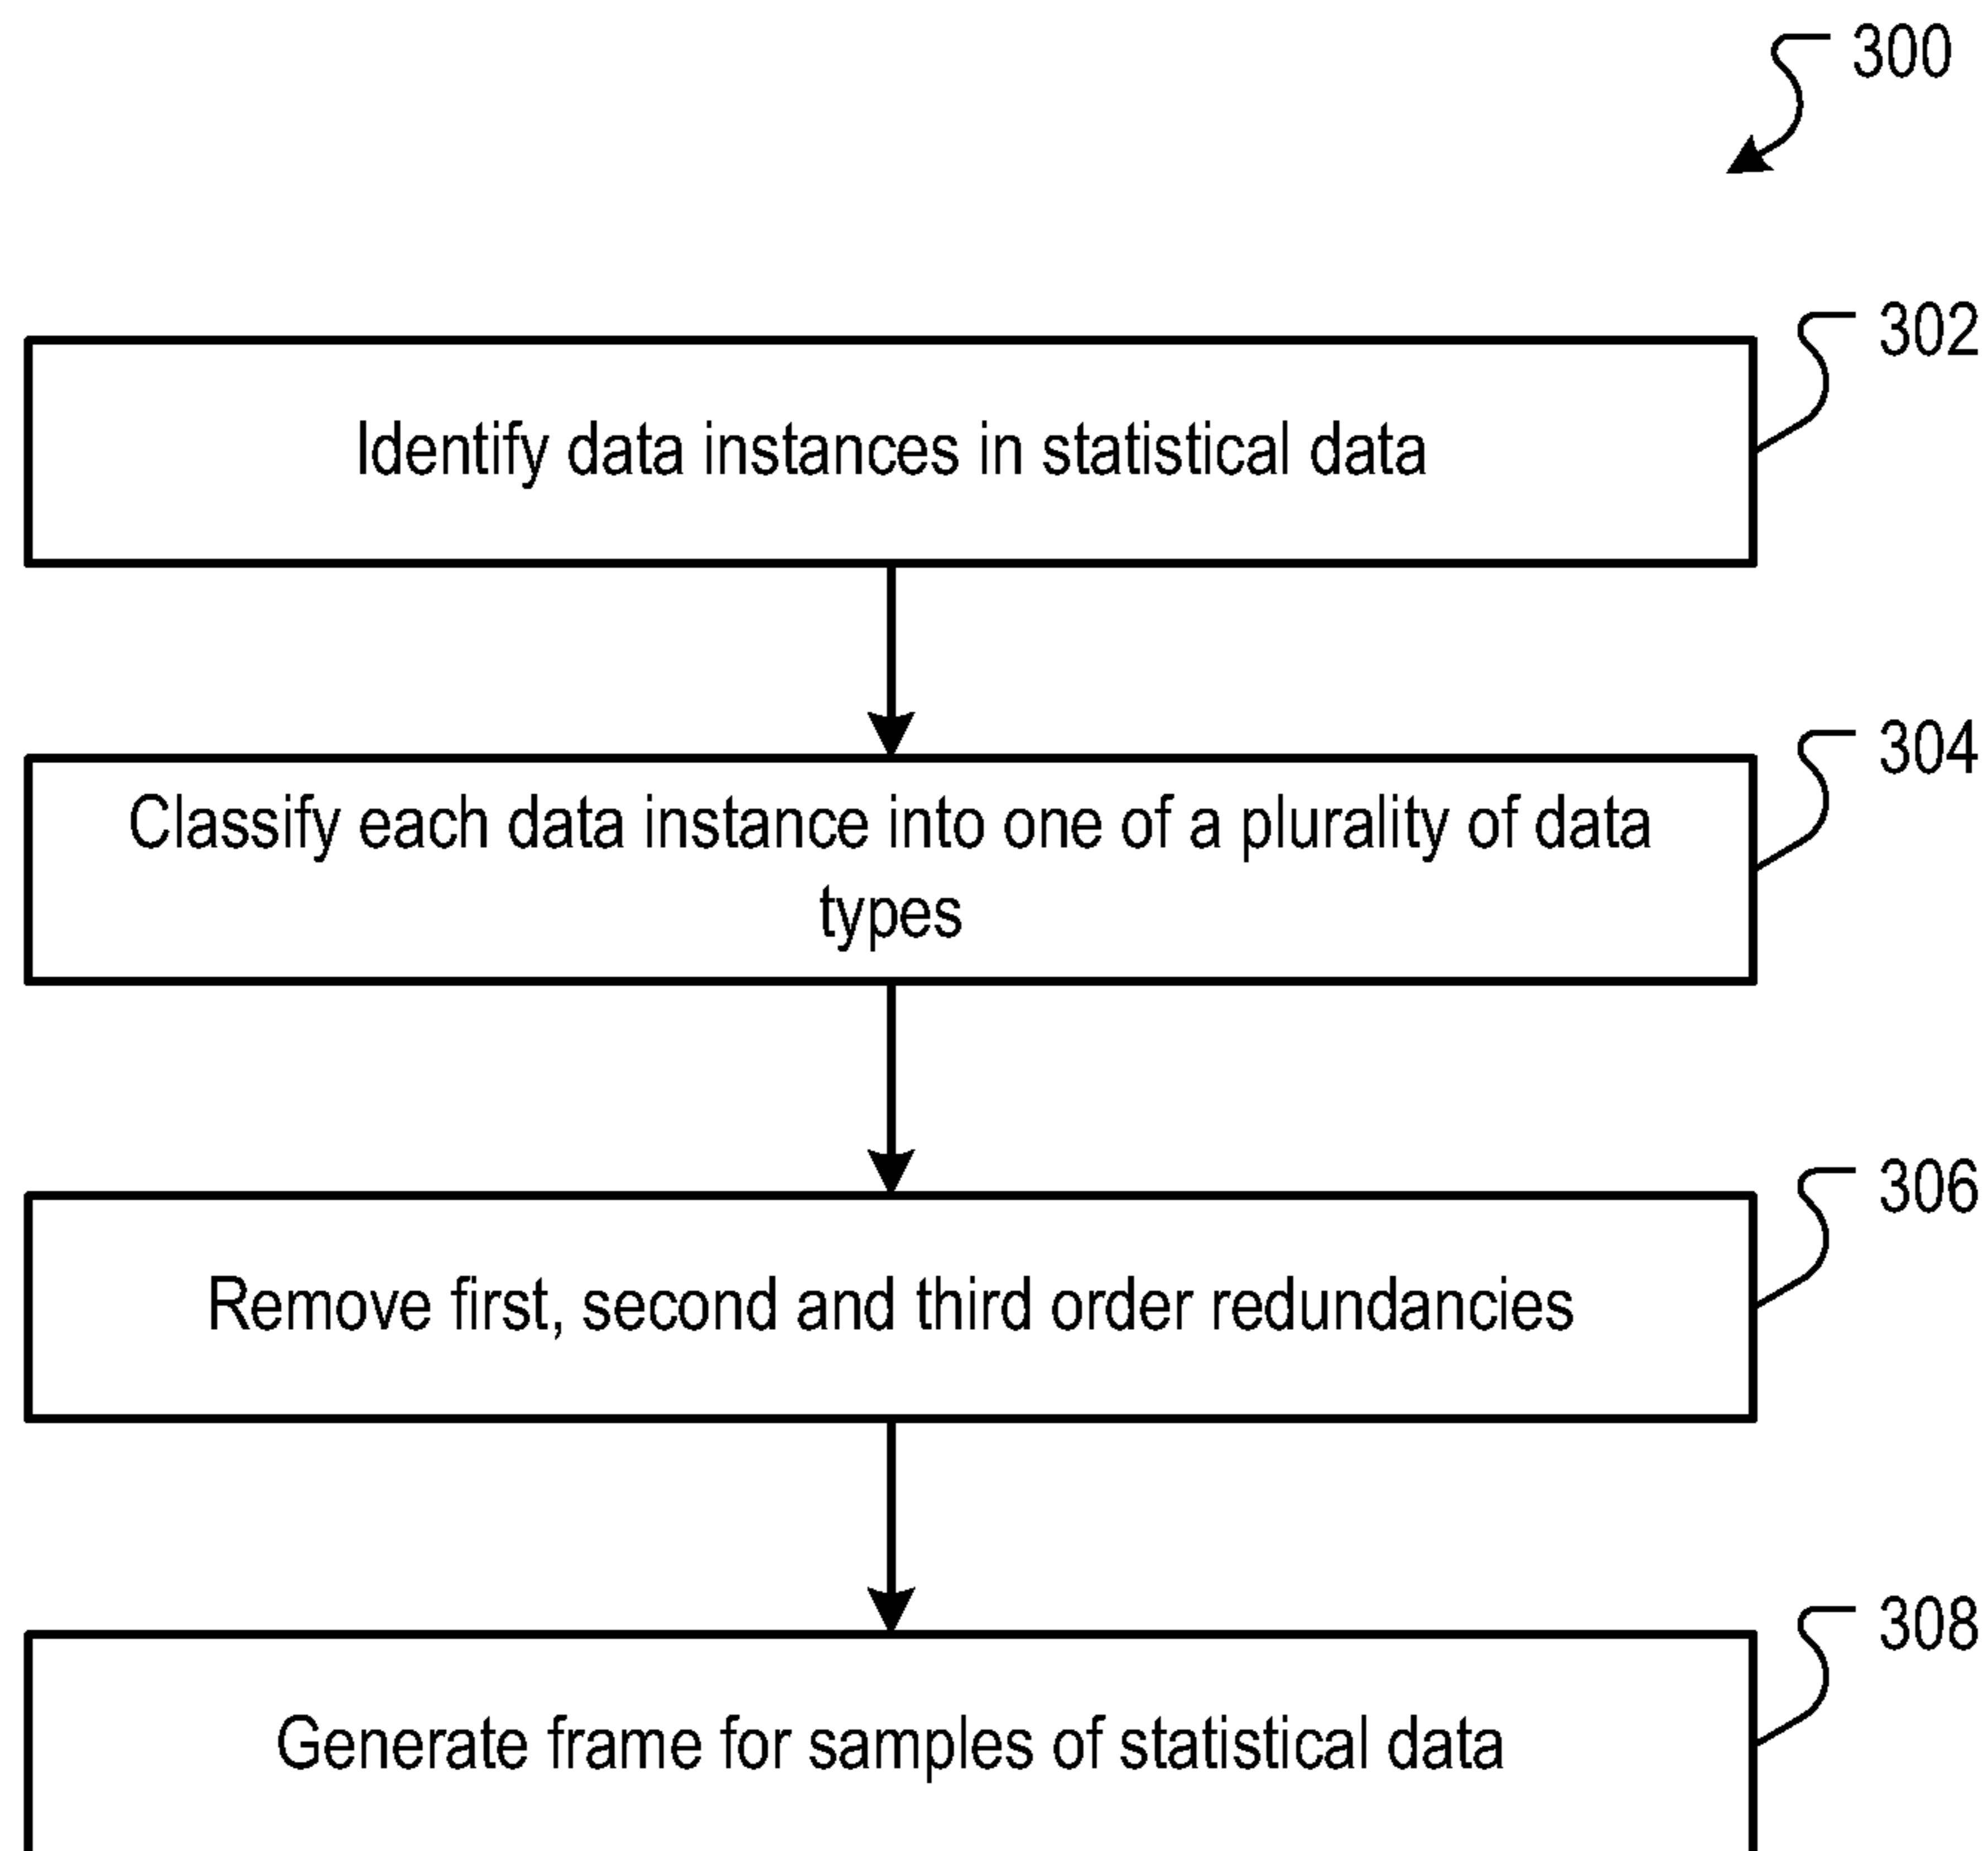 300
302
Identify data instances in statistical data
304
Classify each data instance into one of a plurality of data
types
306
Remove first, second and third order redundancies
308
Generate frame for samples of statistical data